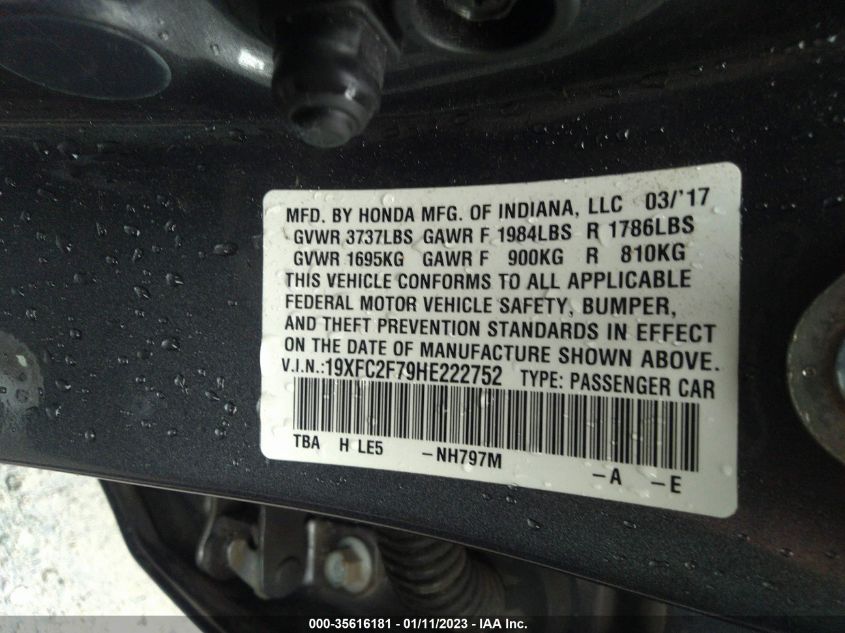 MFD. BY HONDA MFG. OF INDIANA, LLC 03/'17
GVWR 3737LBS GAWR F 1984LBS R 1786LBS
GVWR 1695KG GAWR F 900KG R 810KG
THIS VEHICLE CONFORMS TO ALL APPLICABLE
FEDERAL MOTOR VEHICLE SAFETY, BUMPER,
AND THEFT PREVENTION STANDARDS IN EFFECT
ON THE DATE OF MANUFACTURE SHOWN ABOVE.
V.I.N.:19XFC2F79HE222752 TYPE: PASSENGER CAR
TBA H LE5 -NH797M -A -E
000-35616181 - 01/11/2023 - IAA Inc.